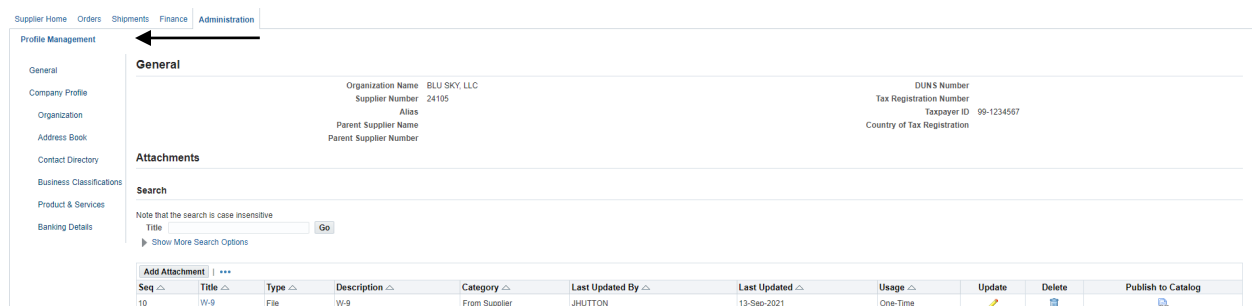 Supplier Home Orders Shipments Finance Administration
Profile Management
General
Company Profile
Organization
Address Book
Contact Directory
Business Classifications
Product & Services
Banking Details
General
Organization Name BLU SKY, LLC
Supplier Number 24105
Alias
Parent Supplier Name
Parent Supplier Number
DUNS Number
Tax Registration Number
Taxpayer ID 99-1234567
Country of Tax Registration
Attachments
Search
Note that the search is case insensitive
Title Go
Show More Search Options
Add Attachment | •••
Seq Title Type Description Category Last Updated By Last Updated Usage Update Delete Publish to Catalog
10 W-9 File W-9 From Supplier JHUTTON 13-Sep-2021 One-Time